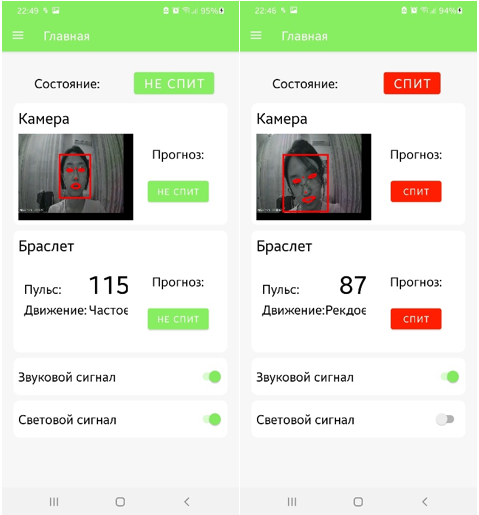 22:49 95%
Главная
Состояние: НЕ СПИТ
Камера
Прогноз:
НЕ СПИТ
Браслет
Пульс: 115 Прогноз:
Движение: Частое
НЕ СПИТ
Звуковой сигнал
Световой сигнал
22:46 94%
Главная
Состояние: СПИТ
Камера
Прогноз:
СПИТ
Браслет
Пульс: 87 Прогноз:
Движение:Рекдое
СПИТ
Звуковой сигнал
Световой сигнал